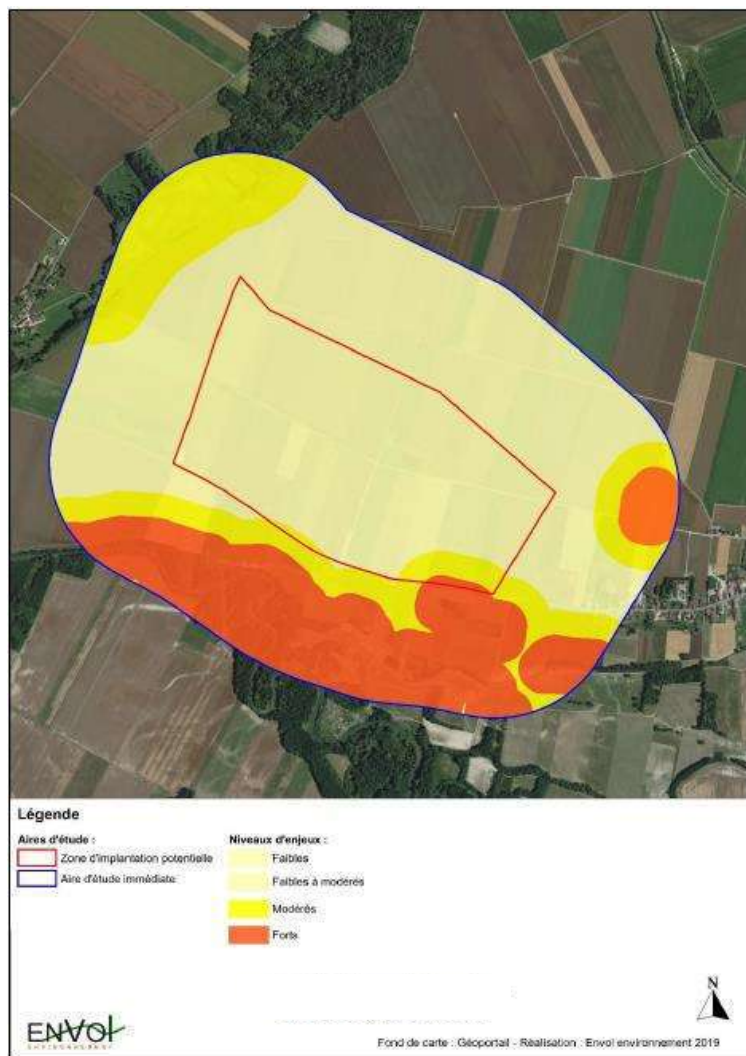 Légende
Aires d'étude :
Zone d'implantation potentielle
Aire d'étude immédiate
Niveaux d'enjeux :
Faibles
Faibles à modérés
Modérés
Forts
N
ENVOL
ENVIRONNEMENT
Fond de carte : Géoportail - Réalisation : Envol environnement 2019